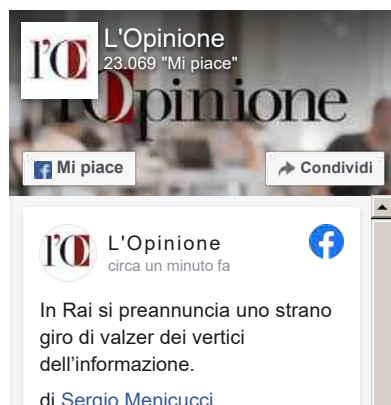 l'O
L'Opinione
23.069 "Mi piace"
l'Opinione
Mi piace
Condividi
l'O
L'Opinione
circa un minuto fa
In Rai si preannuncia uno strano
giro di valzer dei vertici
dell'informazione.
di Sergio Menicucci